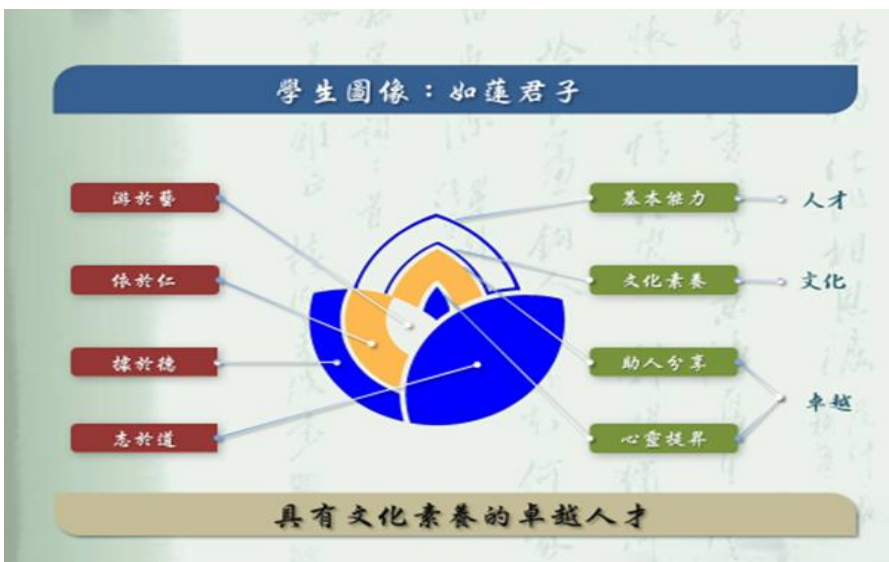 學生圖像：如蓮君子
游於藝
依於仁
據於德
志於道
基本能力
人才
文化素養
文化
助人分享
心靈提昇
卓越
具有文化素養的卓越人才